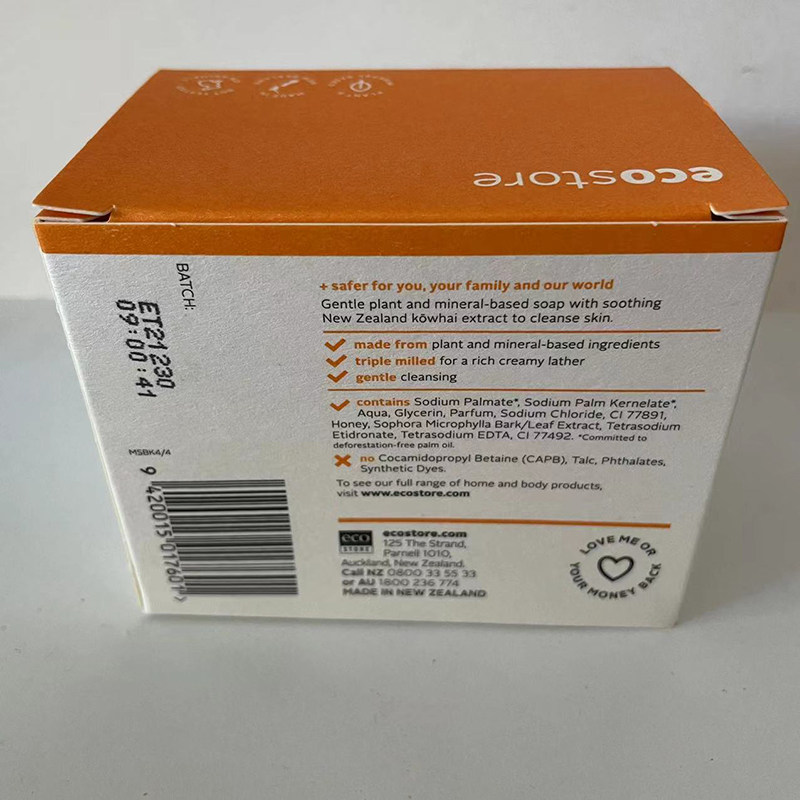 ecostore
BATCH:
ET21230
09:00:41
MSBK4/4
9 420015 017607 >
+ safer for you, your family and our world
Gentle plant and mineral-based soap with soothing
New Zealand kōwhai extract to cleanse skin.
made from plant and mineral-based ingredients
triple milled for a rich creamy lather
gentle cleansing
contains Sodium Palmate*, Sodium Palm Kernelate*,
Aqua, Glycerin, Parfum, Sodium Chloride, CI 77891,
Honey, Sophora Microphylla Bark/Leaf Extract, Tetrasodium
Etidronate, Tetrasodium EDTA, CI 77492. *Committed to
deforestation-free palm oil.
no Cocamidopropyl Betaine (CAPB), Talc, Phthalates,
Synthetic Dyes.
To see our full range of home and body products,
visit www.ecostore.com
eco
STORE
ecostore.com
125 The Strand,
Parnell 1010,
Auckland, New Zealand.
Call NZ 0800 33 55 33
or AU 1800 236 774
MADE IN NEW ZEALAND
LOVE ME OR
YOUR MONEY BACK